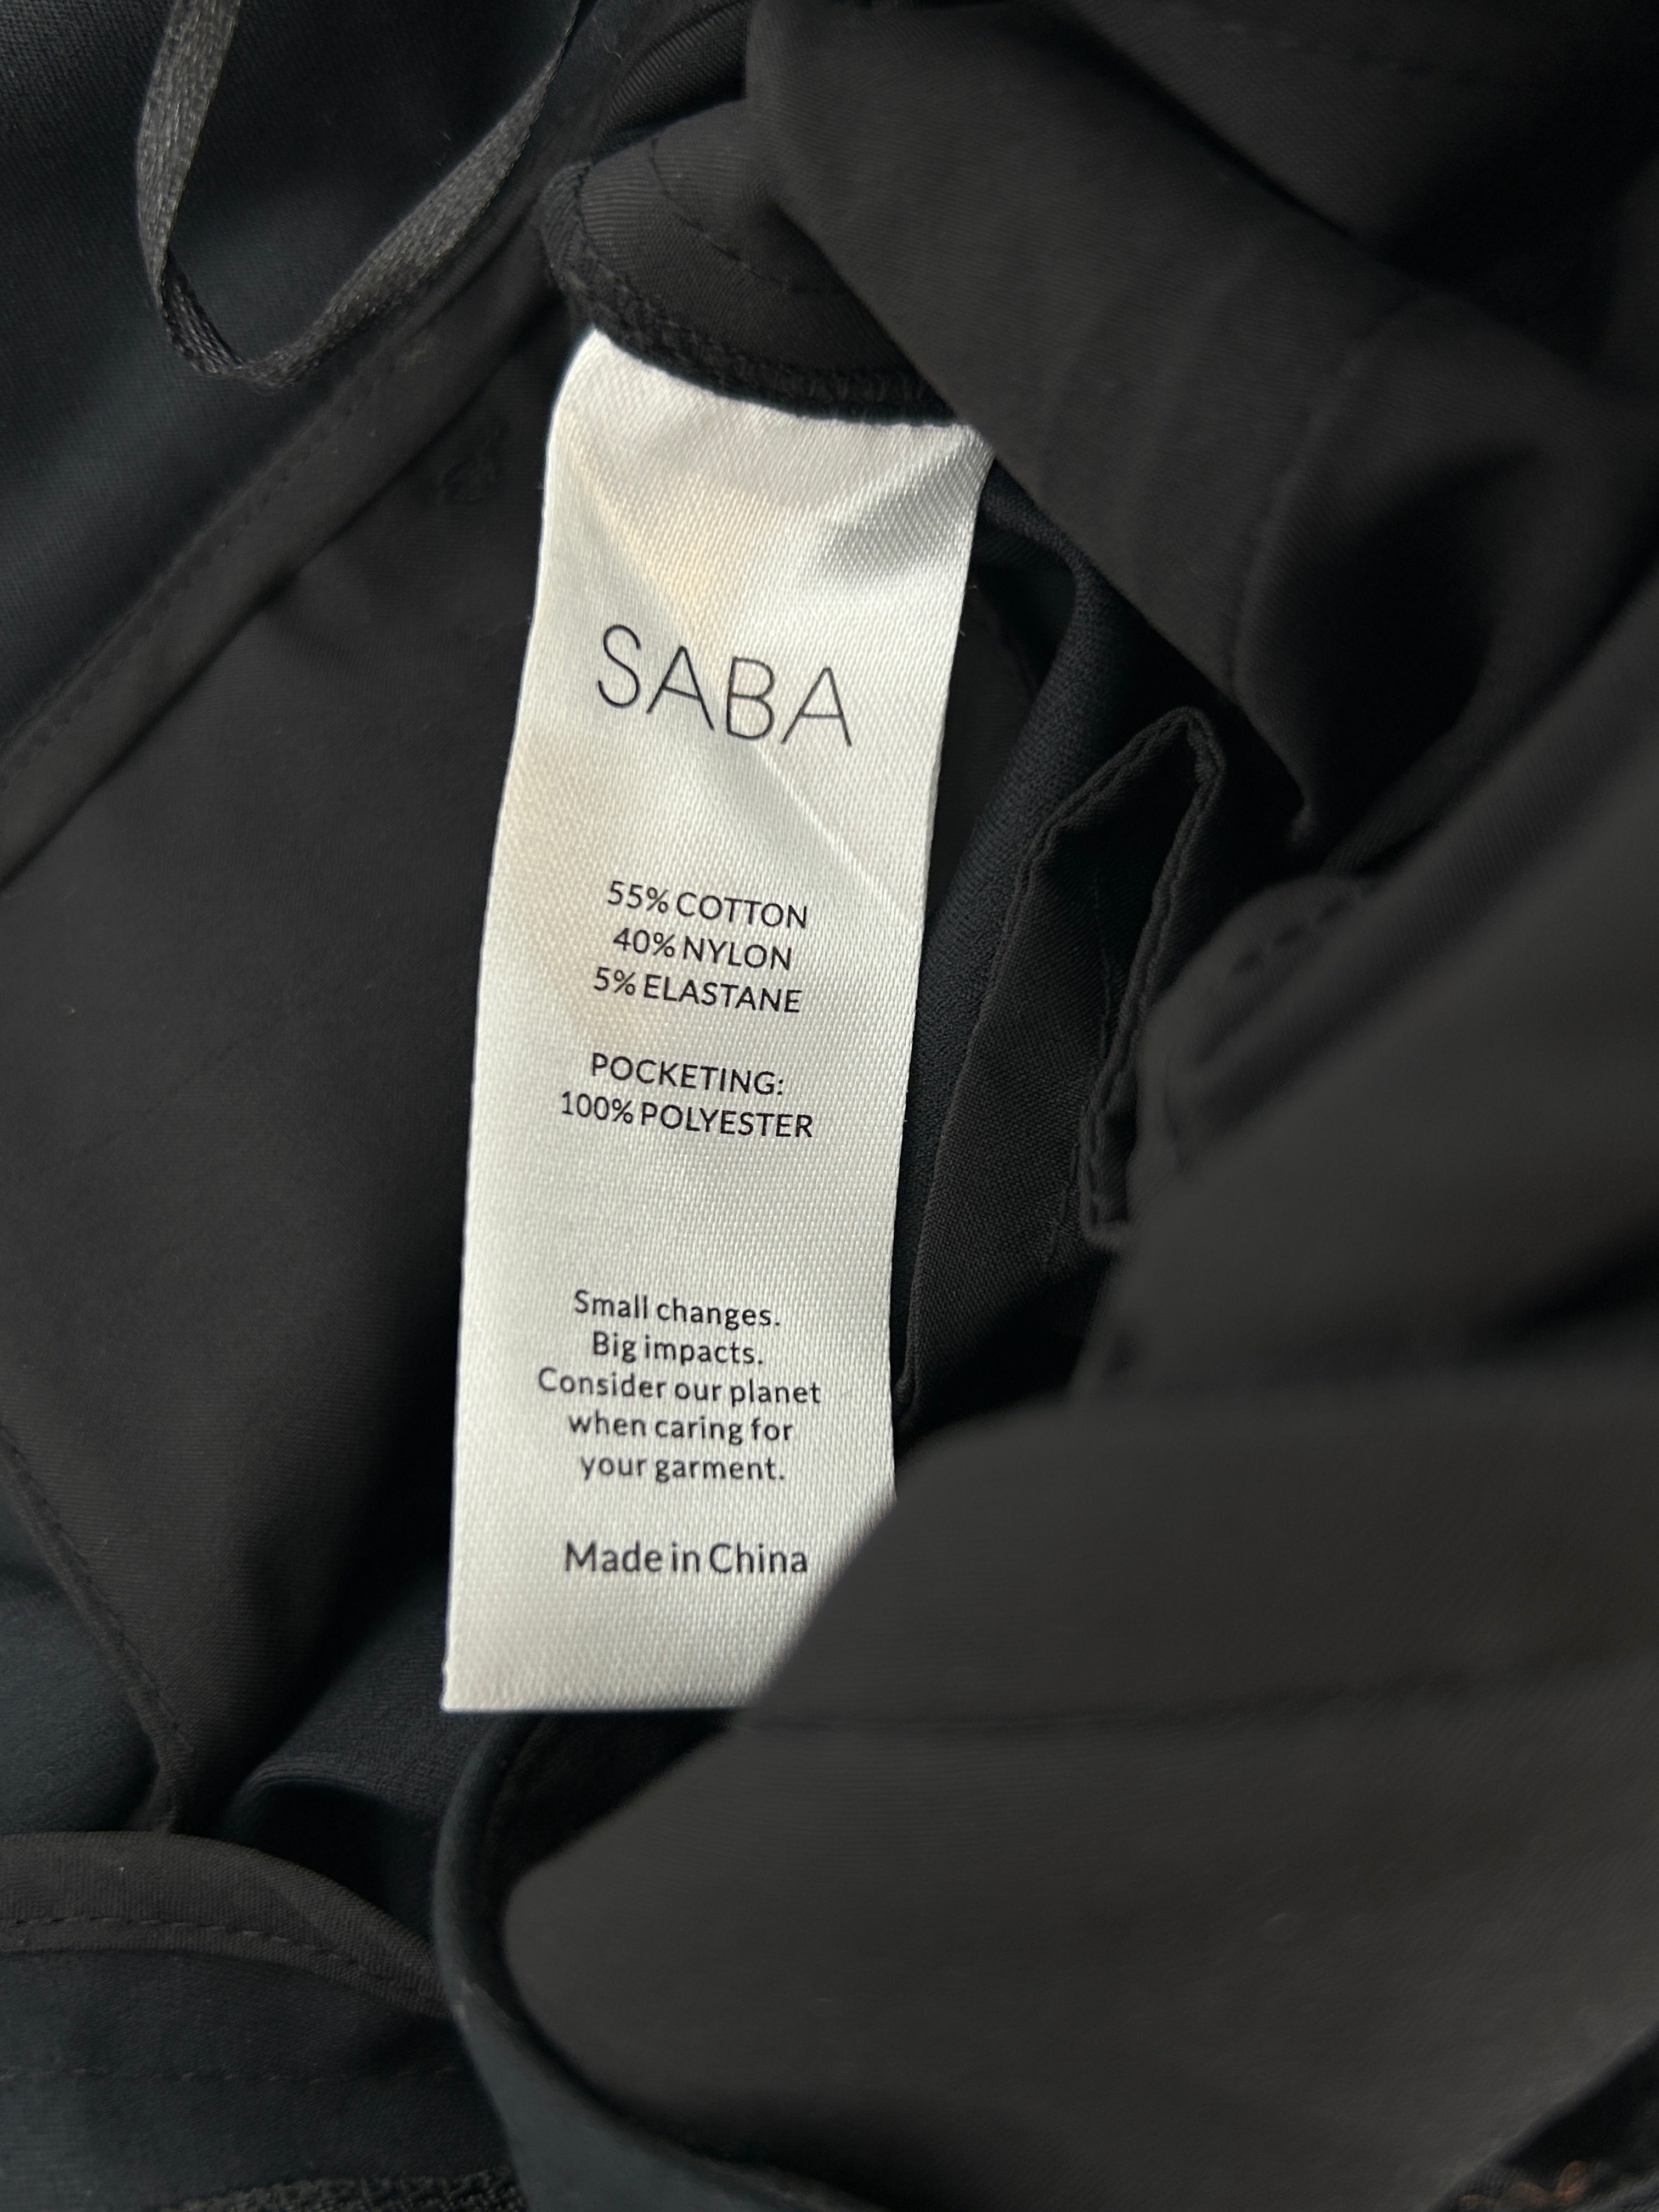 SABA
55% COTTON
40% NYLON
5% ELASTANE
POCKETING:
100% POLYESTER
Small changes.
Big impacts.
Consider our planet
when caring for
your garment.
Made in China